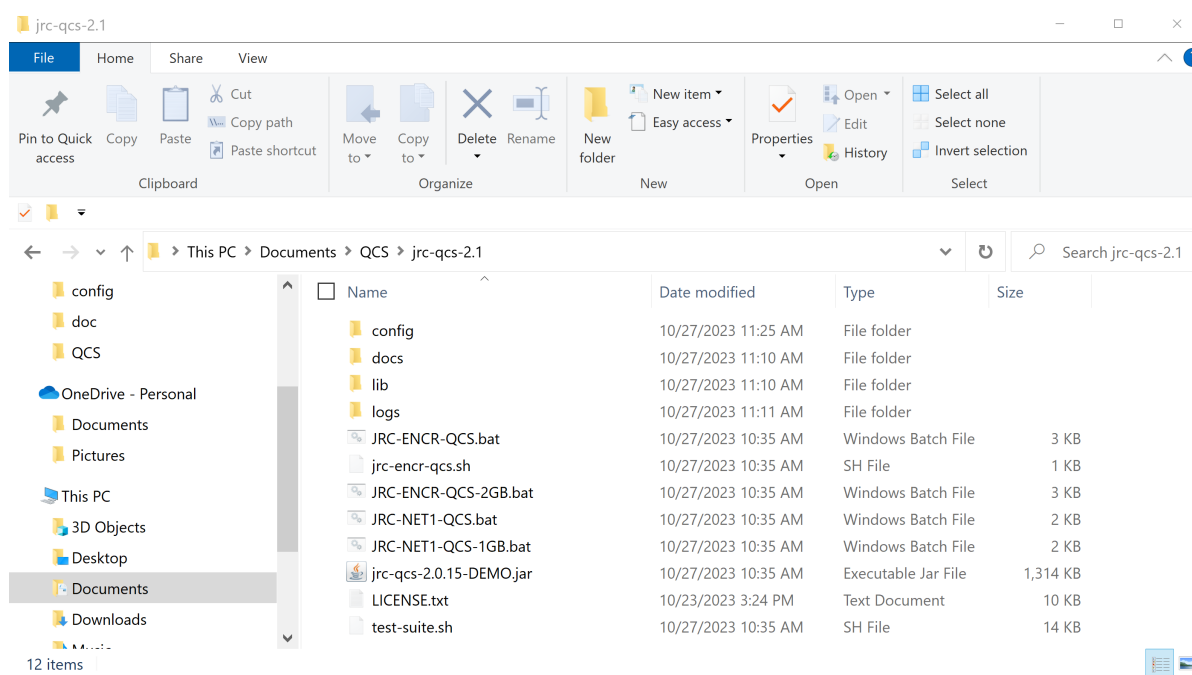 jrc-qcs-2.1
File Home Share View
Pin to Quick access
Copy
Paste
Cut
Copy path
Paste shortcut
Clipboard
Move to
Copy to
Delete
Rename
Organize
New folder
New item
Easy access
New
Properties
Open
Edit
History
Open
Select all
Select none
Invert selection
Select
This PC Documents QCS jrc-qcs-2.1
Search jrc-qcs-2.1
config
doc
QCS
OneDrive - Personal
Documents
Pictures
This PC
3D Objects
Desktop
Documents
Downloads
Music
Name Date modified Type Size
config 10/27/2023 11:25 AM File folder
docs 10/27/2023 11:10 AM File folder
lib 10/27/2023 11:10 AM File folder
logs 10/27/2023 11:11 AM File folder
JRC-ENCR-QCS.bat 10/27/2023 10:35 AM Windows Batch File 3 KB
jrc-encr-qcs.sh 10/27/2023 10:35 AM SH File 1 KB
JRC-ENCR-QCS-2GB.bat 10/27/2023 10:35 AM Windows Batch File 3 KB
JRC-NET1-QCS.bat 10/27/2023 10:35 AM Windows Batch File 2 KB
JRC-NET1-QCS-1GB.bat 10/27/2023 10:35 AM Windows Batch File 2 KB
jrc-qcs-2.0.15-DEMO.jar 10/27/2023 10:35 AM Executable Jar File 1,314 KB
LICENSE.txt 10/23/2023 3:24 PM Text Document 10 KB
test-suite.sh 10/27/2023 10:35 AM SH File 14 KB
12 items